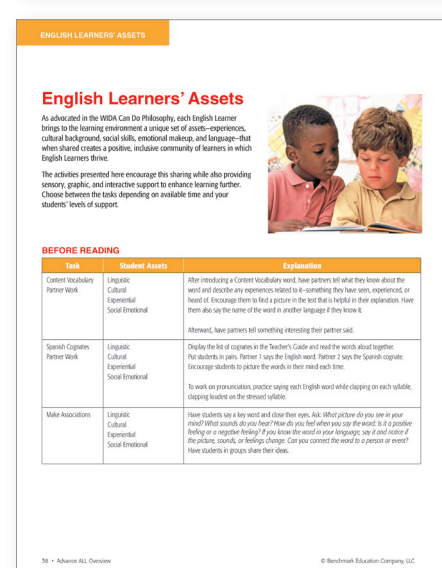 ENGLISH LEARNERS' ASSETS
English Learners' Assets
As advocated in the WIDA Can Do Philosophy, each English Learner
brings to the learning environment a unique set of assets—experiences,
cultural background, social skills, emotional makeup, and language—that
when shared creates a positive, inclusive community of learners in which
English Learners thrive.
The activities presented here encourage this sharing while also providing
sensory, graphic, and interactive support to enhance learning further.
Choose between the tasks depending on available time and your
students' levels of support.
BEFORE READING
Task Student Assets Explanation
Content Vocabulary
Partner Work
Linguistic
Cultural
Experiential
Social Emotional
After introducing a Content Vocabulary word, have partners tell what they know about the
word and describe any experiences related to it—something they have seen, experienced, or
heard of. Encourage them to find a picture in the text that is helpful in their explanation. Have
them also say the name of the word in another language if they know it.
Afterward, have partners tell something interesting their partner said.
Spanish Cognates
Partner Work
Linguistic
Cultural
Experiential
Social Emotional
Display the list of cognates in the Teacher's Guide and read the words aloud together.
Put students in pairs. Partner 1 says the English word. Partner 2 says the Spanish cognate.
Encourage students to picture the words in their mind each time.
To work on pronunciation, practice saying each English word while clapping on each syllable,
clapping loudest on the stressed syllable.
Make Associations
Linguistic
Cultural
Experiential
Social Emotional
Have students say a key word and close their eyes. Ask: What picture do you see in your
mind? What sounds do you hear? How do you feel when you say the word: Is it a positive
feeling or a negative feeling? If you know the word in your language, say it and notice if
the picture, sounds, or feelings change. Can you connect the word to a person or event?
Have students in groups share their ideas.
38 • Advance ALL Overview
© Benchmark Education Company, LLC